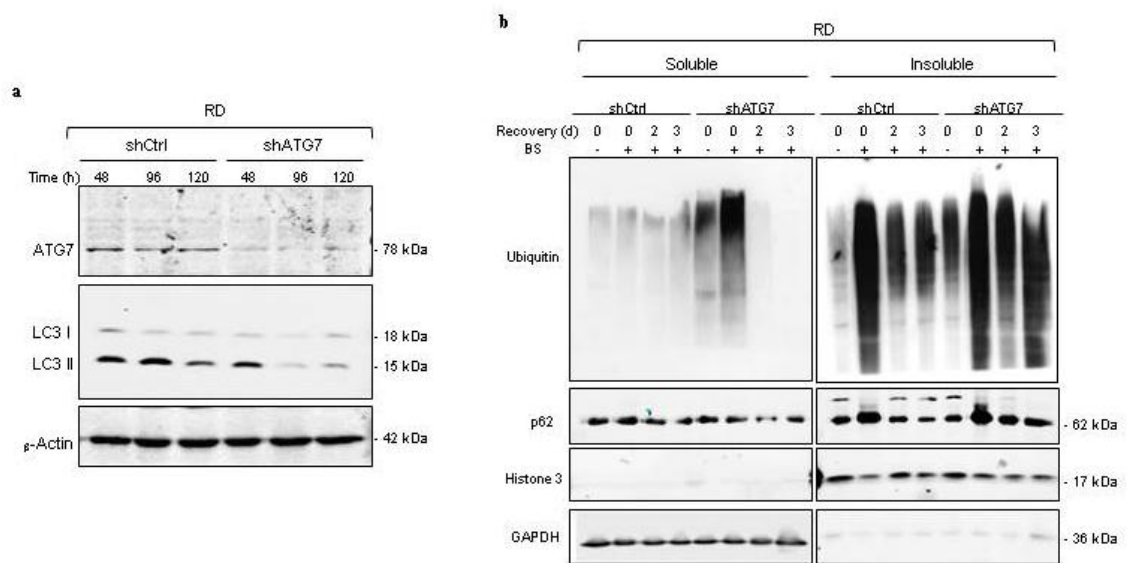 a
RD
shCtrl shATG7
Time (h) 48 96 120 48 96 120
ATG7 - 78 kDa
LC3 I - 18 kDa
LC3 II - 15 kDa
β-Actin - 42 kDa
b
RD
Soluble Insoluble
shCtrl shATG7 shCtrl shATG7
Recovery (d) 0 0 2 3 0 0 2 3 0 0 2 3 0 0 2 3
BS - + + + - + + + - + + + - + + +
Ubiquitin
p62 - 62 kDa
Histone 3 - 17 kDa
GAPDH - 36 kDa